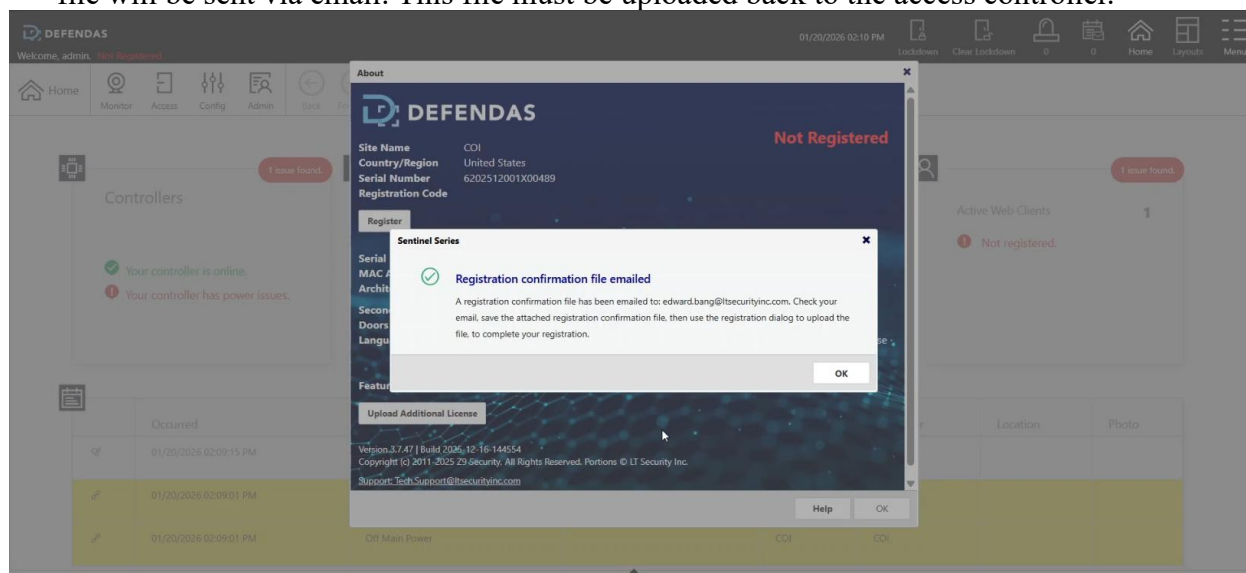 file will be sent via email. This file must be uploaded back to the access controller.
DEFENDAS
01/20/2026 02:10 PM
Welcome, admin. Not Registered
Lockdown
Clear Lockdown
0
0
Home
Layouts
Menu
Home
Monitor
Access
Config
Admin
Back
About
DEFENDAS
Not Registered
Site Name COI
Country/Region United States
Serial Number 6202512001X00489
Registration Code
Register
1 issue found.
Controllers
Your controller is online.
Your controller has power issues.
1 issue found.
Active Web Clients 1
Not registered.
Sentinel Series
Registration confirmation file emailed
A registration confirmation file has been emailed to: edward.bang@ltsecurityinc.com. Check your
email, save the attached registration confirmation file, then use the registration dialog to upload the
file, to complete your registration.
OK
Serial
MAC A
Archit
Secon
Doors
Langu
se
Featur
Upload Additional License
Version 3.7.47 | Build 2025-12-16-144554
Copyright (c) 2011-2025 Z9 Security. All Rights Reserved. Portions © LT Security Inc.
Support: Tech.Support@ltsecurityinc.com
Help
OK
Occurred
Location
Photo
01/20/2026 02:09:15 PM
01/20/2026 02:09:01 PM
01/20/2026 02:09:01 PM
Off Main Power
COI
COI